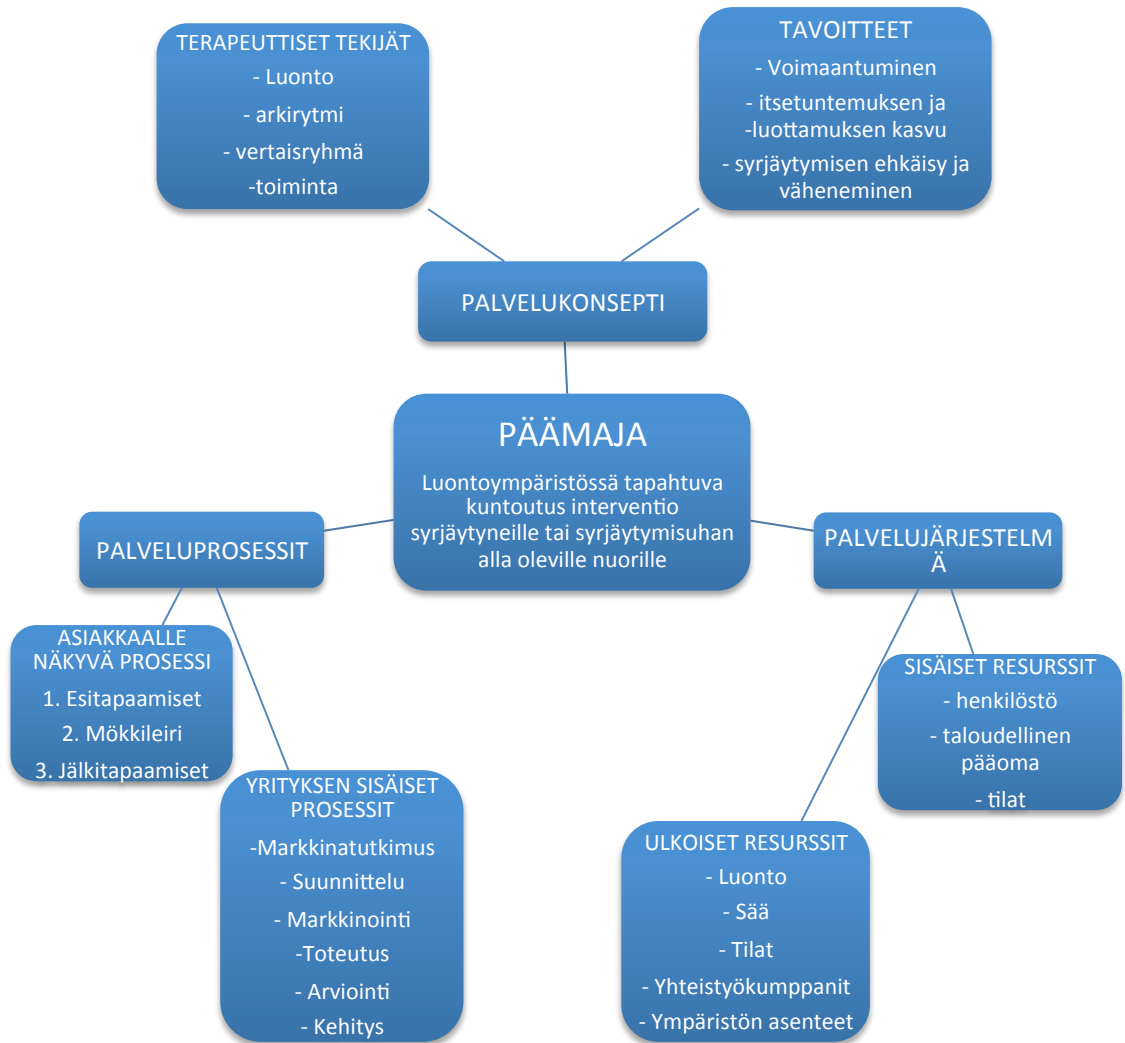 TERAPEUTTISET TEKIJÄT
- Luonto
- arkirytmi
- vertaisryhmä
-toiminta
TAVOITTEET
- Voimaantuminen
- itsetuntemuksen ja
-luottamuksen kasvu
- syrjäytymisen ehkäisy ja
väheneminen
PALVELUKONSEPTI
PÄÄMAJA
Luontoympäristössä tapahtuva
kuntoutus interventio
syrjäytyneille tai syrjäytymisuhan
alla oleville nuorille
PALVELUPROSESSIT
PALVELUJÄRJESTELM
Ä
ASIAKKAALLE
NÄKYVÄ PROSESSI
1. Esitapaamiset
2. Mökkileiri
3. Jälkitapaamiset
SISÄISET RESURSSIT
- henkilöstö
- taloudellinen
pääoma
- tilat
YRITYKSEN SISÄISET
PROSESSIT
-Markkinatutkimus
- Suunnittelu
- Markkinointi
-Toteutus
- Arviointi
- Kehitys
ULKOISET RESURSSIT
- Luonto
- Sää
- Tilat
- Yhteistyökumppanit
- Ympäristön asenteet